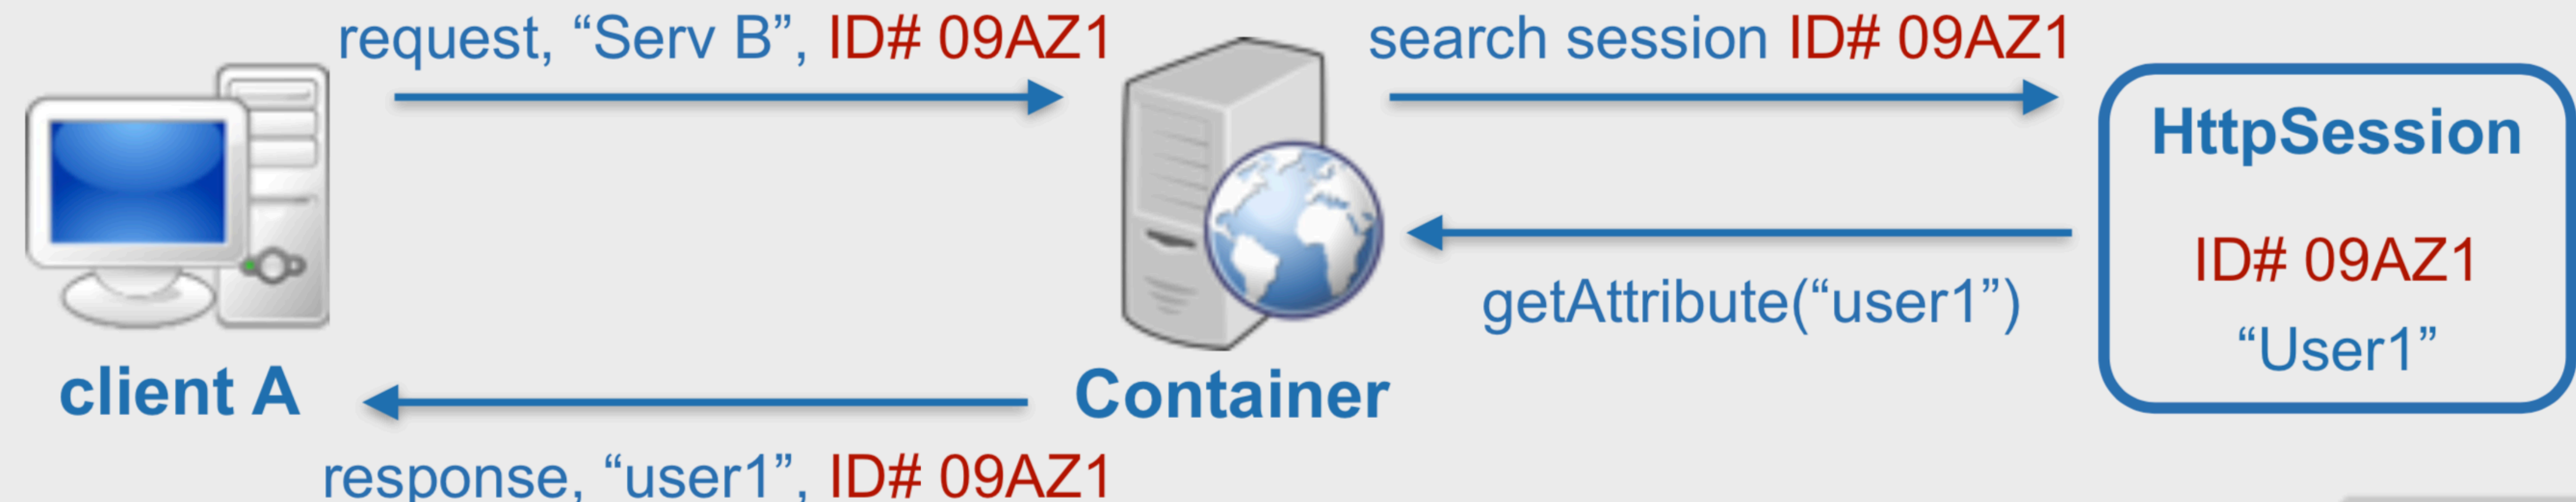 request, “Serv B”, ID# 09AZ1
search session ID# 09AZ1
HttpSession
ID# 09AZ1
“User1”
getAttribute(“user1”)
client A
Container
response, “user1”, ID# 09AZ1